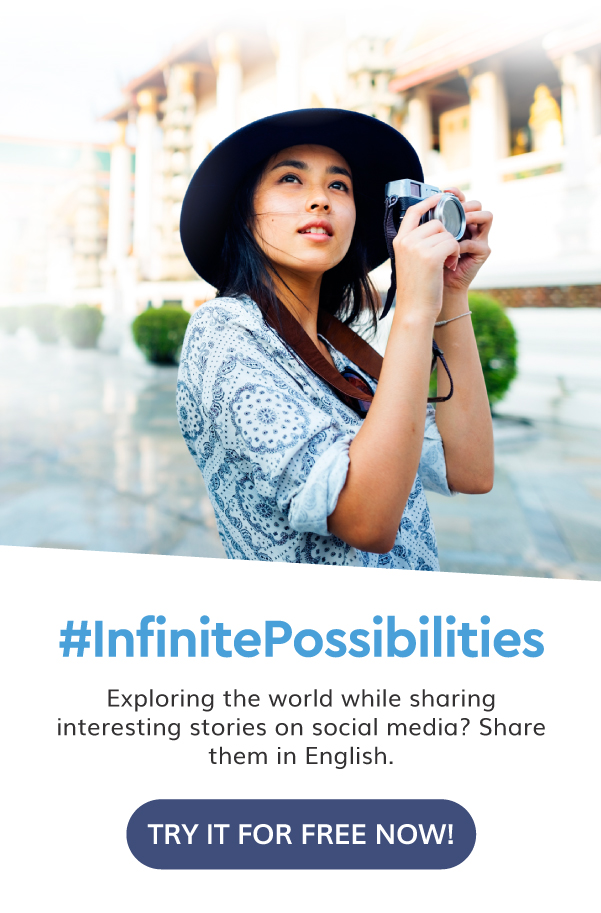 #InfinitePossibilities
Exploring the world while sharing
interesting stories on social media? Share
them in English.
TRY IT FOR FREE NOW!